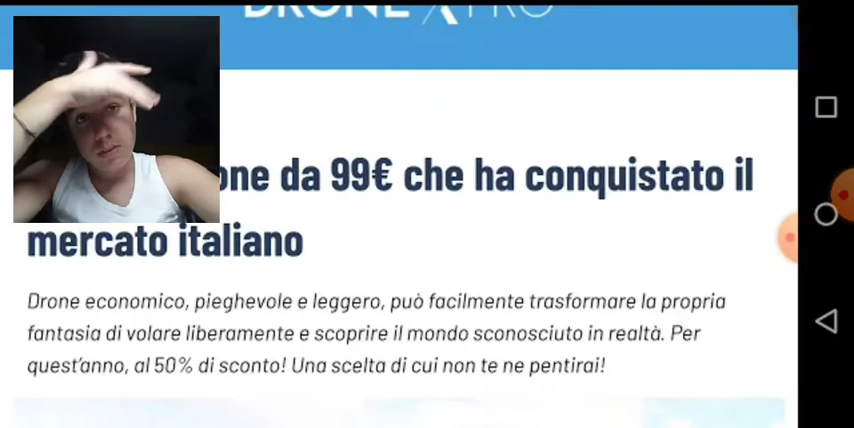 DRONE X PRO
one da 99€ che ha conquistato il
mercato italiano
Drone economico, pieghevole e leggero, può facilmente trasformare la propria
fantasia di volare liberamente e scoprire il mondo sconosciuto in realtà. Per
quest'anno, al 50% di sconto! Una scelta di cui non te ne pentirai!